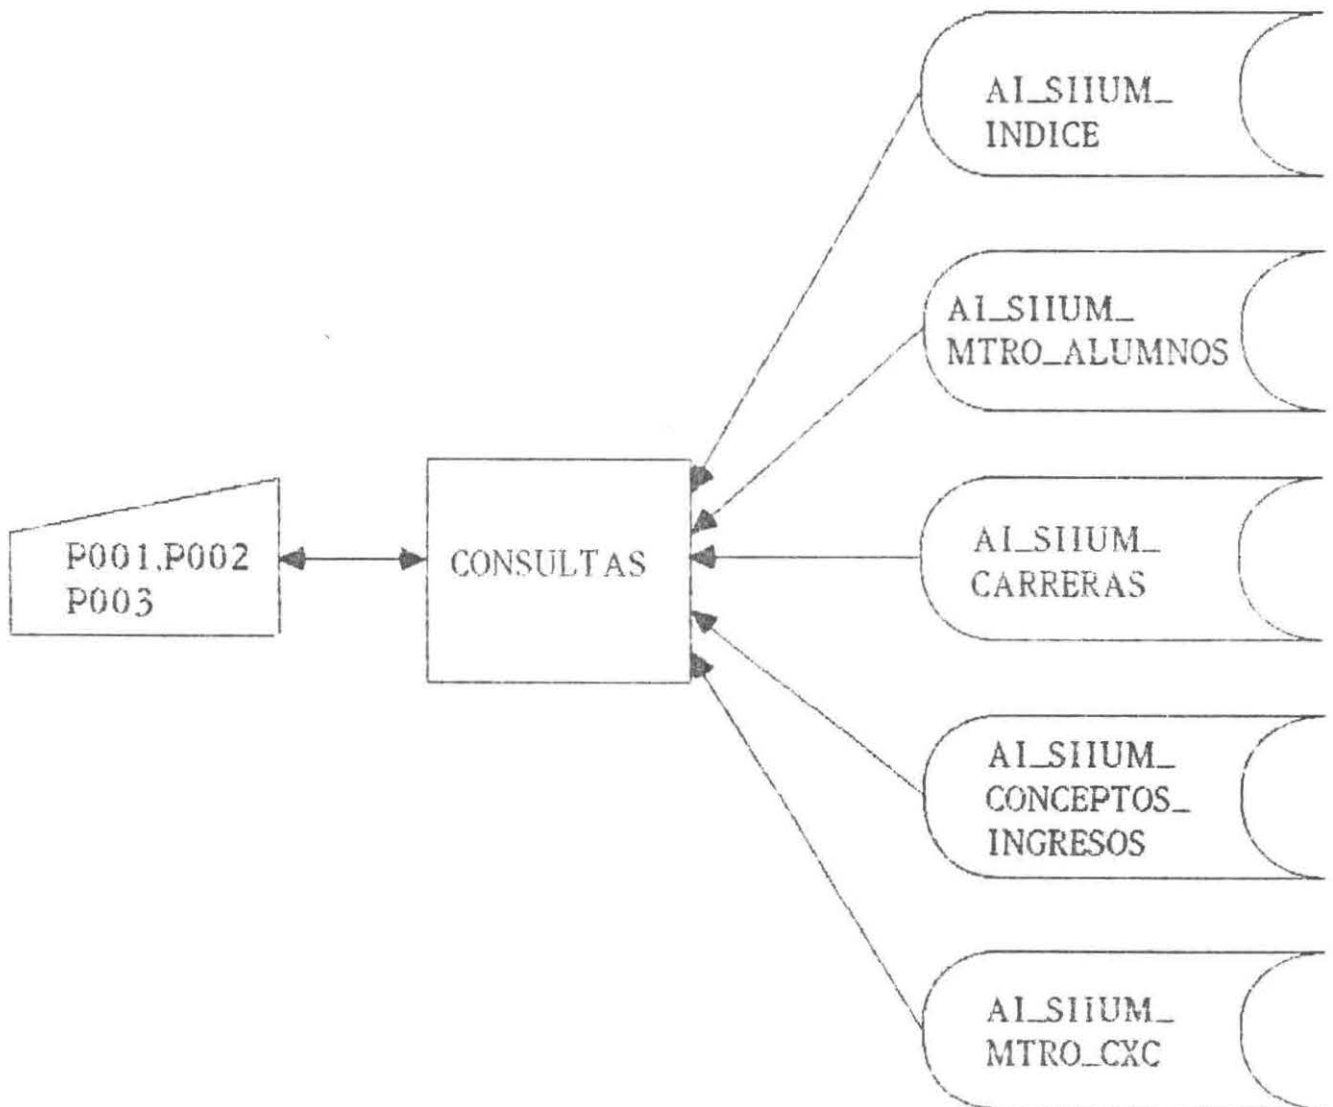 AI_SIIUM_
INDICE
AI_SIIUM_
MTRO_ALUMNOS
P001,P002
P003
CONSULTAS
AI_SIIUM_
CARRERAS
AI_SIIUM_
CONCEPTOS_
INGRESOS
AI_SIIUM_
MTRO_CXC